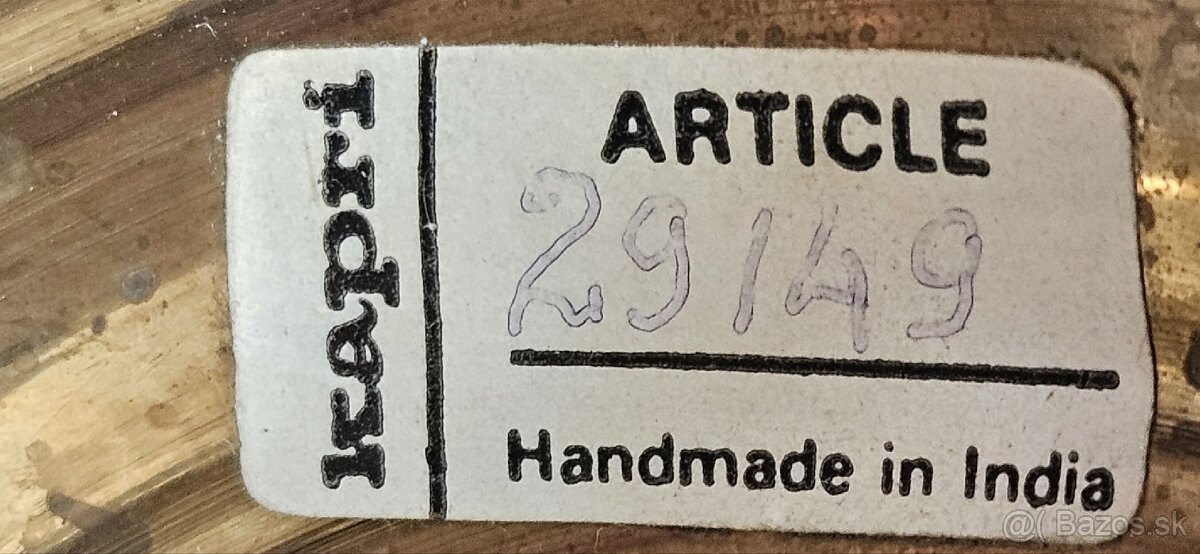 kapri
ARTICLE
29149
Handmade in India
@( Bazos.sk